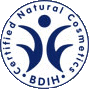 Certified Natural Cosmetics
· BDIH ·